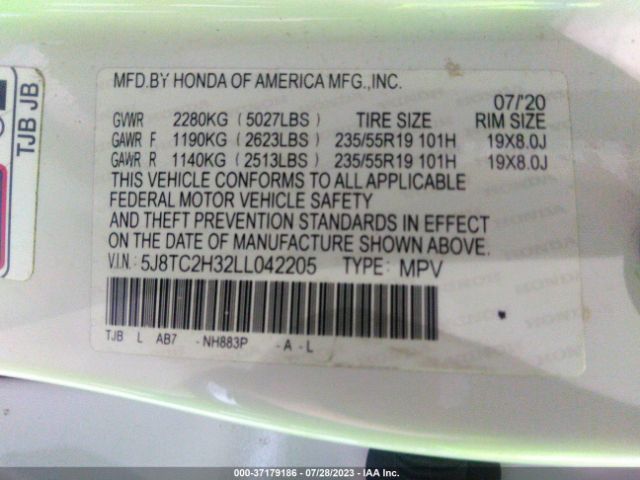 MFD.BY HONDA OF AMERICA MFG.,INC.
07/'20
GVWR 2280KG (5027LBS) TIRE SIZE RIM SIZE
GAWR F 1190KG (2623LBS) 235/55R19 101H 19X8.0J
GAWR R 1140KG (2513LBS) 235/55R19 101H 19X8.0J
THIS VEHICLE CONFORMS TO ALL APPLICABLE
FEDERAL MOTOR VEHICLE SAFETY
AND THEFT PREVENTION STANDARDS IN EFFECT
ON THE DATE OF MANUFACTURE SHOWN ABOVE.
V.I.N.: 5J8TC2H32LL042205 TYPE: MPV
TJB L AB7 -NH883P -A-L
TJB JB
000-37179186 - 07/28/2023 - IAA Inc.